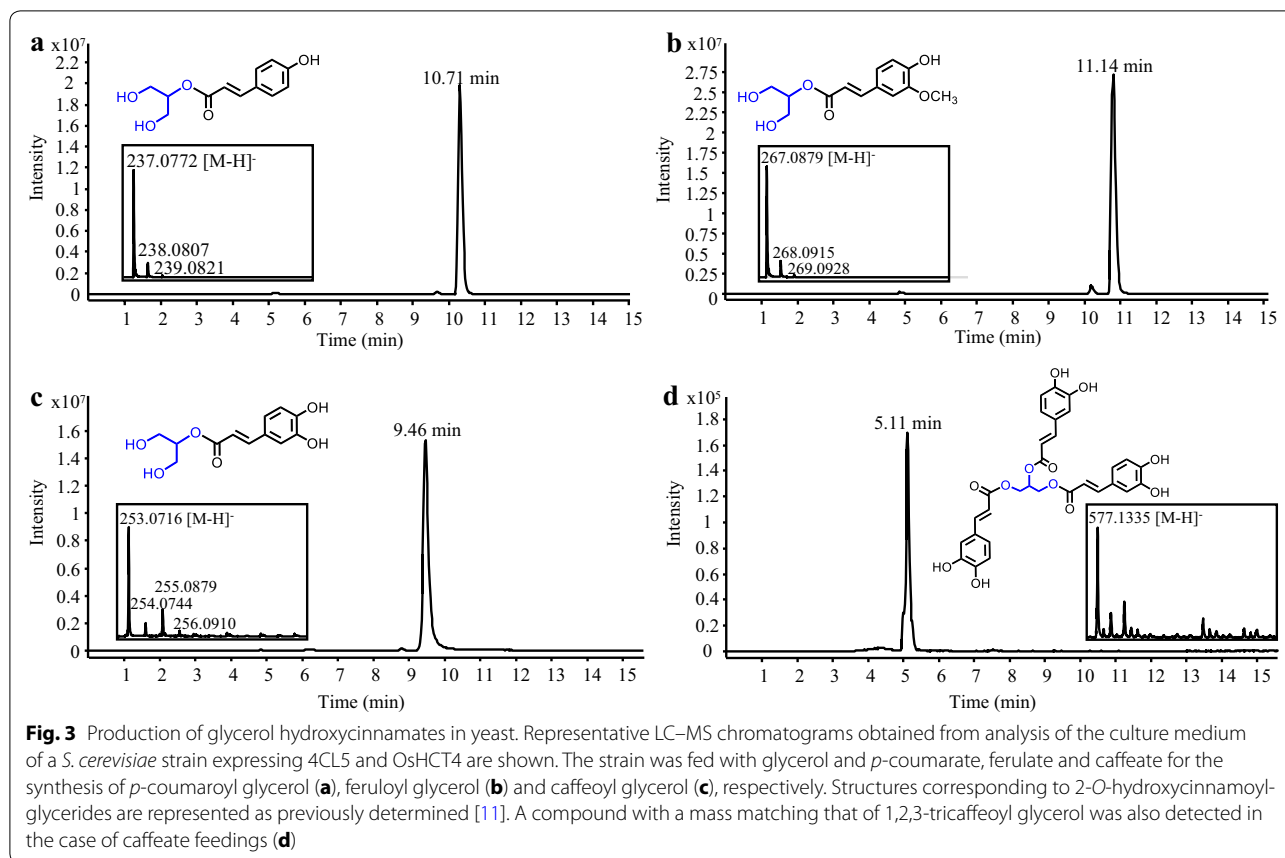 a x10⁷
2.2
2
1.8
1.6
1.4
1.2
1
0.8
0.6
0.4
0.2
0
Intensity
10.71 min
HO
HO
O
O
OH
237.0772 [M-H]-
238.0807
239.0821
1 2 3 4 5 6 7 8 9 10 11 12 13 14 15
Time (min)
b x10⁷
2.75
2.5
2.25
2
1.75
1.5
1.25
1
0.75
0.5
0.25
0
Intensity
11.14 min
HO
HO
O
O
OH
OCH₃
267.0879 [M-H]-
268.0915
269.0928
1 2 3 4 5 6 7 8 9 10 11 12 13 14 15
Time (min)
c x10⁷
1.6
1.4
1.2
1
0.8
0.6
0.4
0.2
0
Intensity
9.46 min
HO
HO
O
O
OH
OH
253.0716 [M-H]-
255.0879
254.0744
256.0910
1 2 3 4 5 6 7 8 9 10 11 12 13 14 15
Time (min)
d x10⁵
1.8
1.6
1.4
1.2
1
0.8
0.6
0.4
0.2
0
Intensity
5.11 min
OH
OH
O
O
O
O
O
O
OH
OH
HO
OH
577.1335 [M-H]-
1 2 3 4 5 6 7 8 9 10 11 12 13 14 15
Time (min)
Fig. 3 Production of glycerol hydroxycinnamates in yeast. Representative LC–MS chromatograms obtained from analysis of the culture medium
of a S. cerevisiae strain expressing 4CL5 and OsHCT4 are shown. The strain was fed with glycerol and p-coumarate, ferulate and caffeate for the
synthesis of p-coumaroyl glycerol (a), feruloyl glycerol (b) and caffeoyl glycerol (c), respectively. Structures corresponding to 2-O-hydroxycinnamoyl-
glycerides are represented as previously determined [11]. A compound with a mass matching that of 1,2,3-tricaffeoyl glycerol was also detected in
the case of caffeate feedings (d)